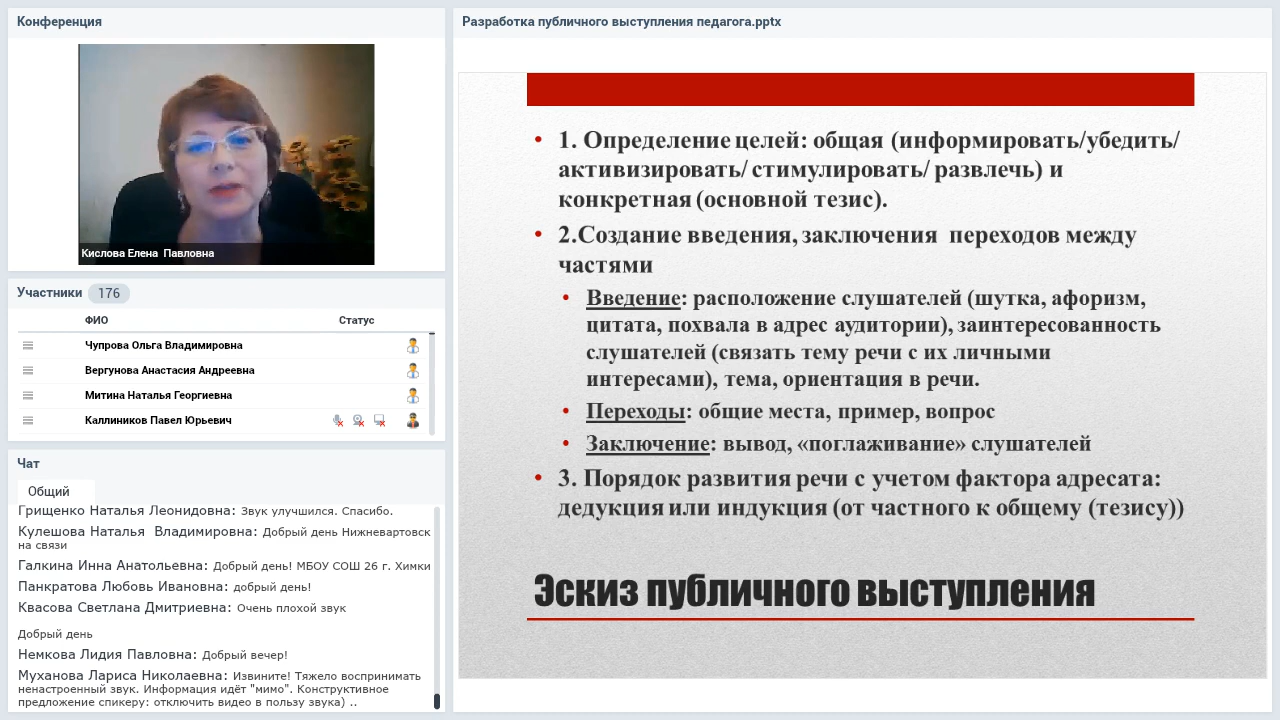 Конференция
Кислова Елена  Павловна
Участники 176
ФИО Статус
Чупрова Ольга Владимировна
Вергунова Анастасия Андреевна
Митина Наталья Георгиевна
Каллиников Павел Юрьевич
Чат
Общий
Грищенко Наталья Леонидовна: Звук улучшился. Спасибо.
Кулешова Наталья  Владимировна: Добрый день Нижневартовск
на связи
Галкина Инна Анатольевна: Добрый день! МБОУ СОШ 26 г. Химки
Панкратова Любовь Ивановна: добрый день!
Квасова Светлана Дмитриевна: Очень плохой звук
Добрый день
Немкова Лидия Павловна: Добрый вечер!
Муханова Лариса Николаевна: Извините! Тяжело воспринимать
ненастроенный звук. Информация идёт "мимо". Конструктивное
предложение спикеру: отключить видео в пользу звука) ..
Разработка публичного выступления педагога.pptx
• 1. Определение целей: общая (информировать/убедить/
активизировать/ стимулировать/ развлечь) и
конкретная (основной тезис).
• 2.Создание введения, заключения  переходов между
частями
• Введение: расположение слушателей (шутка, афоризм,
цитата, похвала в адрес аудитории), заинтересованность
слушателей (связать тему речи с их личными
интересами), тема, ориентация в речи.
• Переходы: общие места, пример, вопрос
• Заключение: вывод, «поглаживание» слушателей
• 3. Порядок развития речи с учетом фактора адресата:
дедукция или индукция (от частного к общему (тезису))
Эскиз публичного выступления